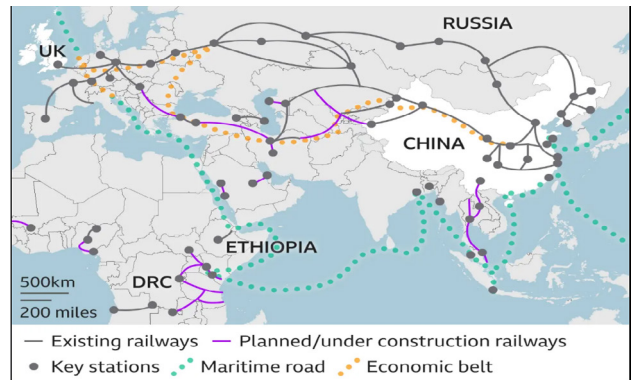 RUSSIA
UK
CHINA
ETHIOPIA
DRC
500km
200 miles
Existing railways Planned/under construction railways
Key stations Maritime road Economic belt